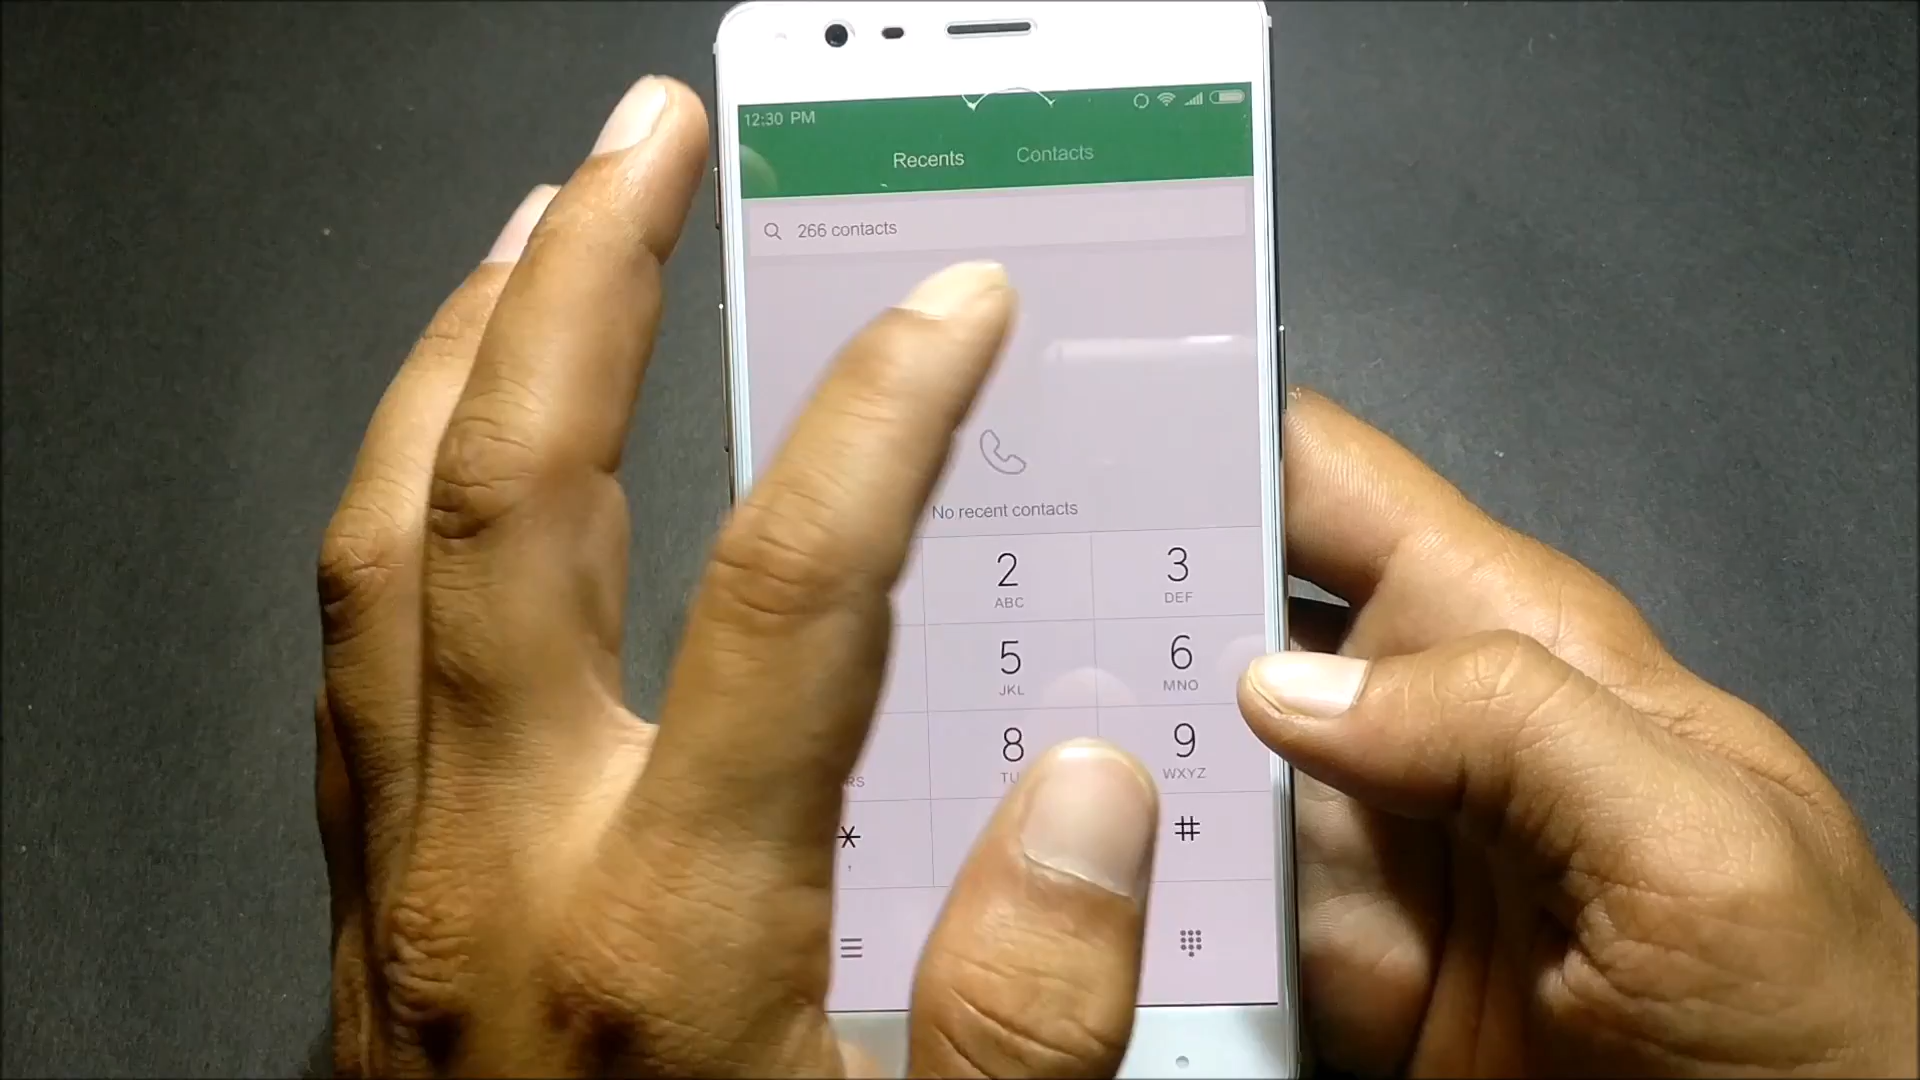 12:30 PM
Recents Contacts
266 contacts
No recent contacts
2 3
ABC DEF
5 6
JKL MNO
8 9
WXYZ
* #
,